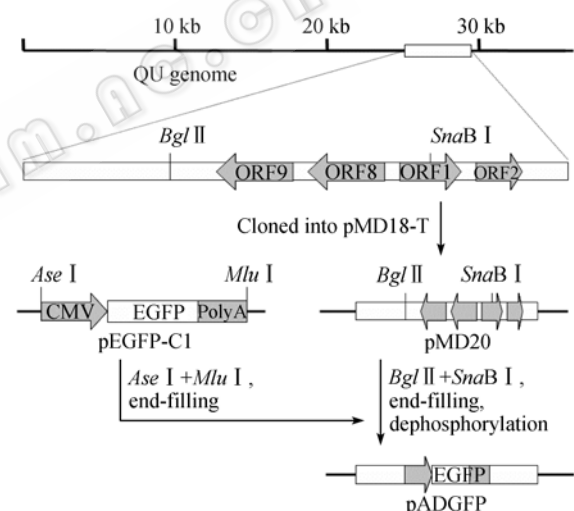 10 kb 20 kb 30 kb
QU genome
Bgl Ⅱ SnaB Ⅰ
ORF9 ORF8 ORF1 ORF2
Cloned into pMD18-T
Ase Ⅰ Mlu Ⅰ Bgl Ⅱ SnaB Ⅰ
CMV EGFP PolyA
pEGFP-C1 pMD20
Ase Ⅰ +Mlu Ⅰ ,
end-filling
Bgl Ⅱ+SnaB Ⅰ ,
end-filling,
dephosphorylation
EGFP
pADGFP